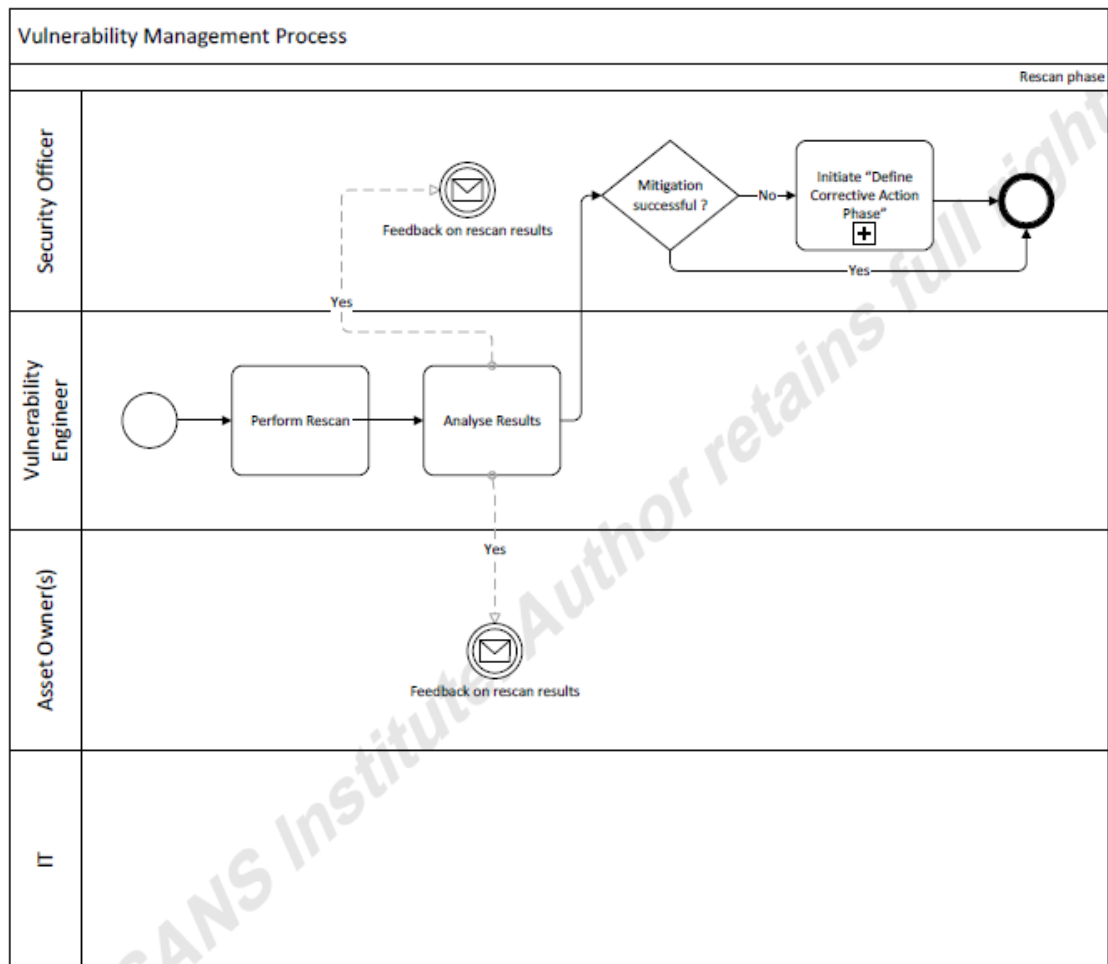 Vulnerability Management Process
Rescan phase
Security Officer
Feedback on rescan results
Mitigation
successful ?
No
Initiate "Define
Corrective Action
Phase"
Yes
Yes
Vulnerability
Engineer
Perform Rescan
Analyse Results
Yes
Asset Owner(s)
Feedback on rescan results
IT
SANS Institute Author retains full right